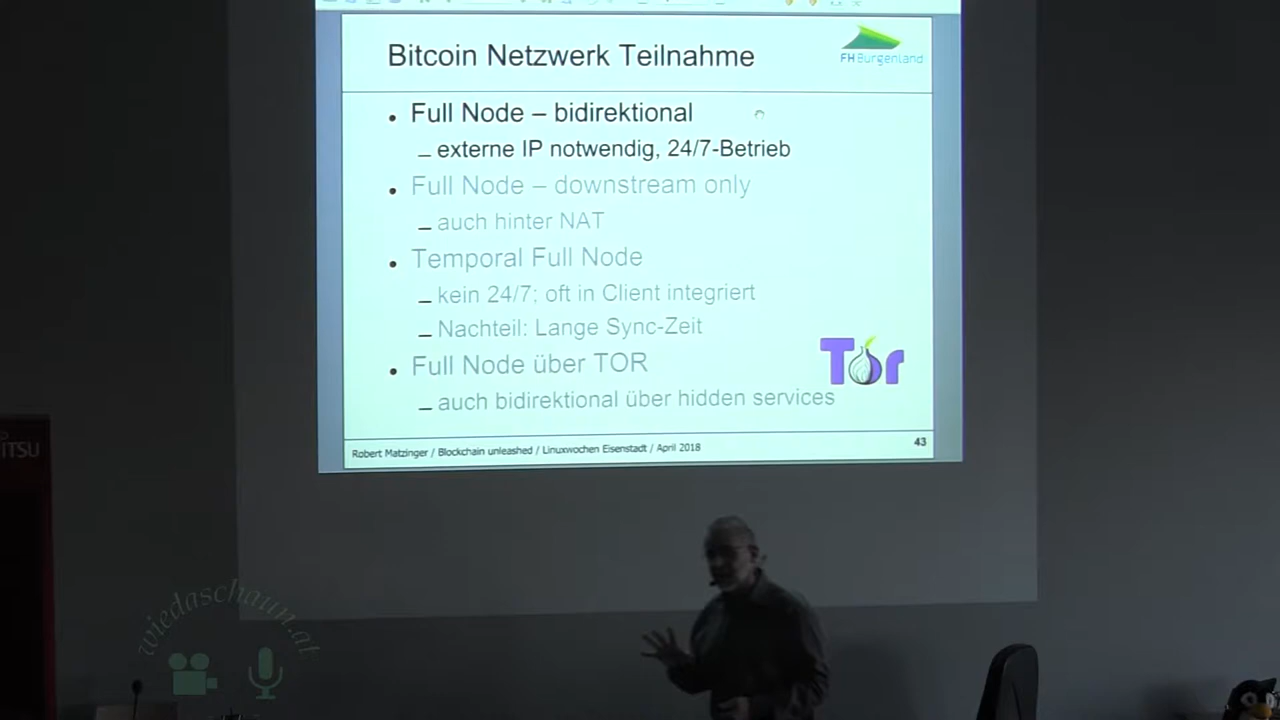 Bitcoin Netzwerk Teilnahme
FH Burgenland
• Full Node – bidirektional
– externe IP notwendig, 24/7-Betrieb
• Full Node – downstream only
– auch hinter NAT
• Temporal Full Node
– kein 24/7; oft in Client integriert
– Nachteil: Lange Sync-Zeit
• Full Node über TOR
Tor
– auch bidirektional über hidden services
Robert Matzinger / Blockchain unleashed / Linuxwochen Eisenstadt / April 2018
43
ITSU
wiedaschaun.at